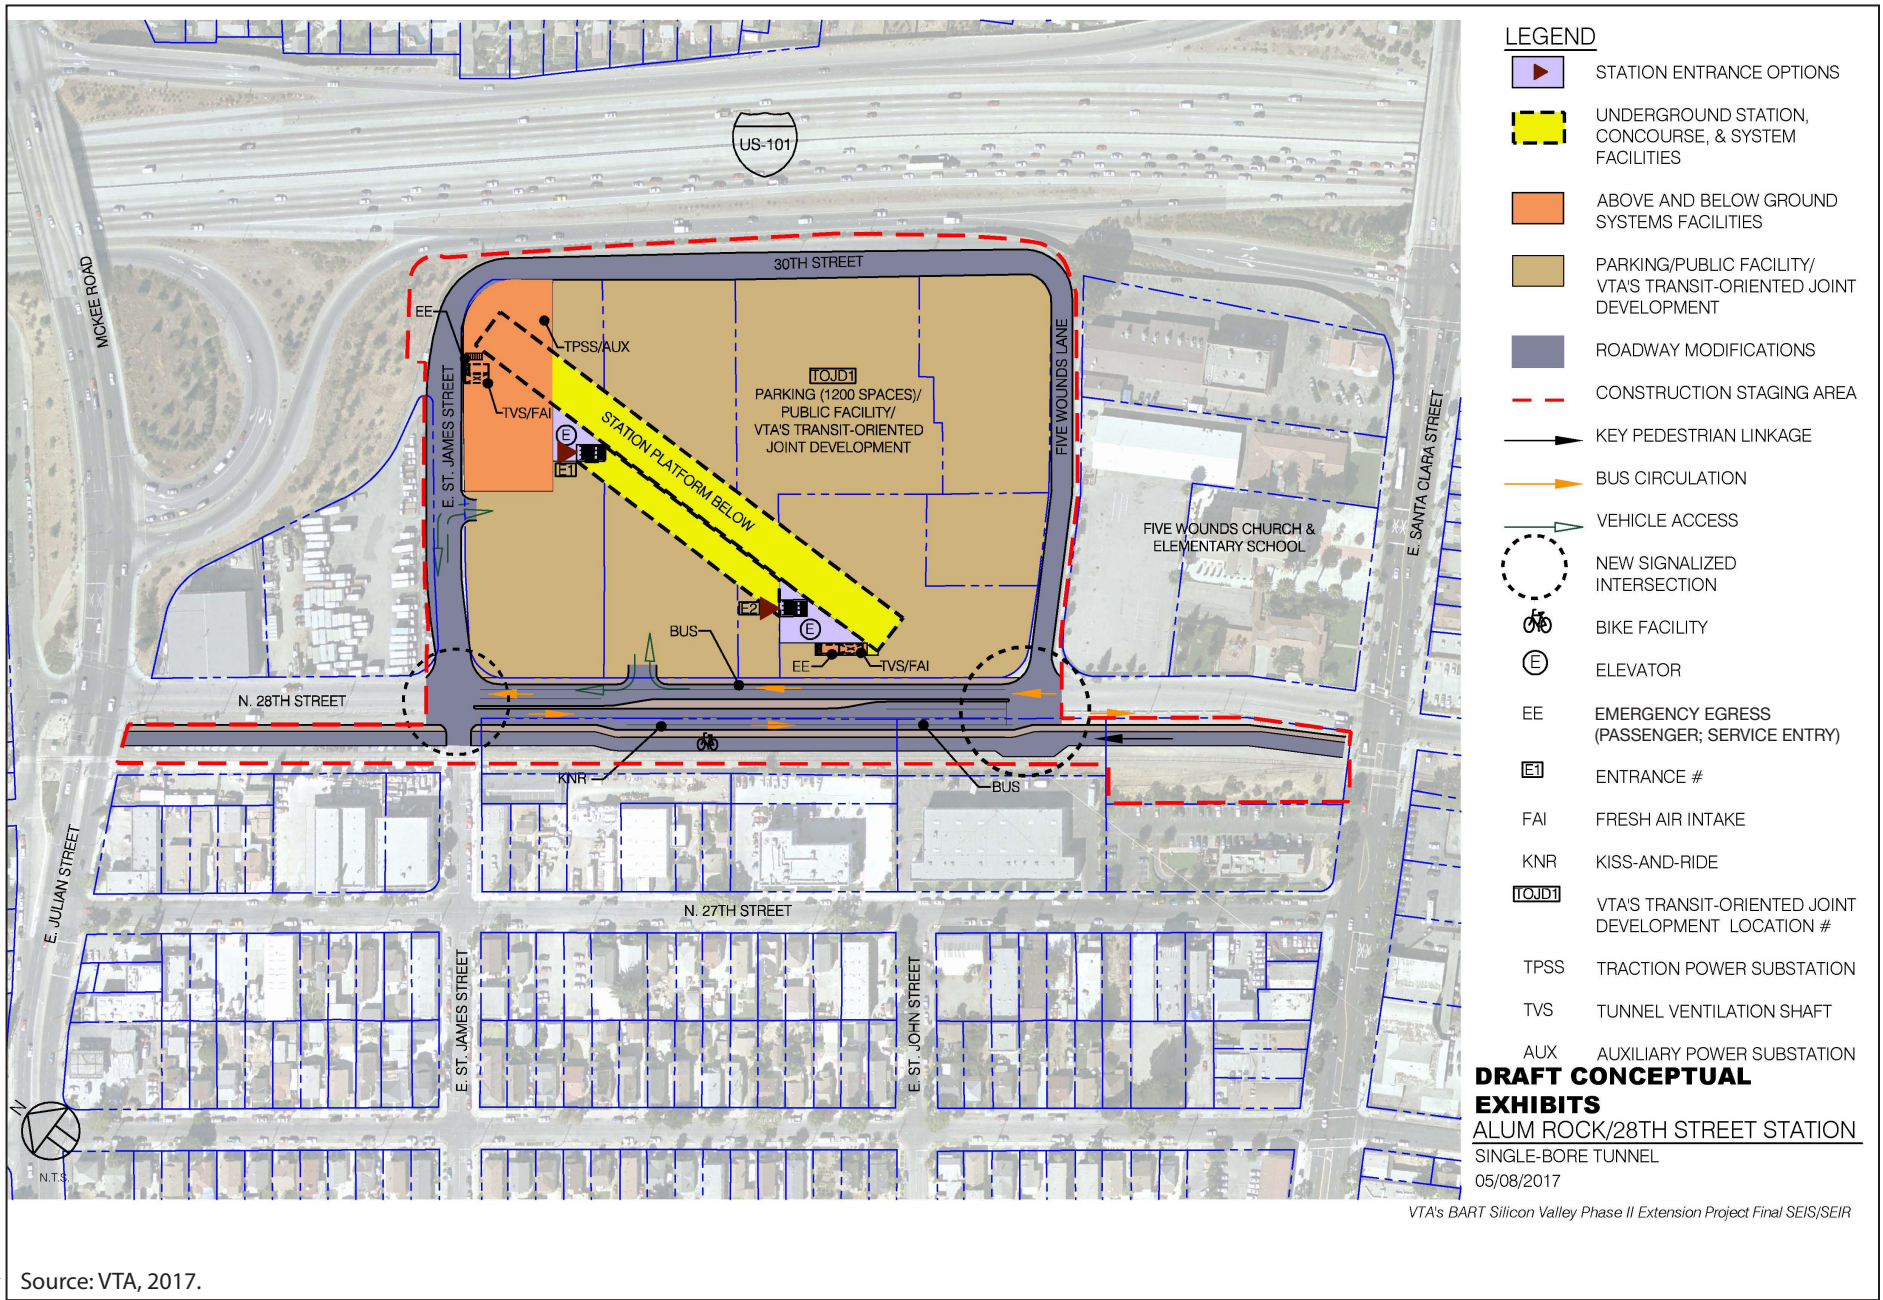 US-101
30TH STREET
MCKEE ROAD
EE
TPSS/AUX
TVS/FAI
E. ST. JAMES STREET
E
E1
STATION PLATFORM BELOW
TOJD1
PARKING (1200 SPACES)/
PUBLIC FACILITY/
VTA'S TRANSIT-ORIENTED
JOINT DEVELOPMENT
FIVE WOUNDS LANE
E. SANTA CLARA STREET
FIVE WOUNDS CHURCH &
ELEMENTARY SCHOOL
E2
E
BUS
EE
TVS/FAI
N. 28TH STREET
KNR
BUS
E. JULIAN STREET
N. 27TH STREET
E. ST. JAMES STREET
E. ST. JOHN STREET
N
N.T.S.
LEGEND
STATION ENTRANCE OPTIONS
UNDERGROUND STATION,
CONCOURSE, & SYSTEM
FACILITIES
ABOVE AND BELOW GROUND
SYSTEMS FACILITIES
PARKING/PUBLIC FACILITY/
VTA'S TRANSIT-ORIENTED JOINT
DEVELOPMENT
ROADWAY MODIFICATIONS
CONSTRUCTION STAGING AREA
KEY PEDESTRIAN LINKAGE
BUS CIRCULATION
VEHICLE ACCESS
NEW SIGNALIZED
INTERSECTION
BIKE FACILITY
E ELEVATOR
EE EMERGENCY EGRESS
(PASSENGER; SERVICE ENTRY)
E1 ENTRANCE #
FAI FRESH AIR INTAKE
KNR KISS-AND-RIDE
TOJD1 VTA'S TRANSIT-ORIENTED JOINT
DEVELOPMENT LOCATION #
TPSS TRACTION POWER SUBSTATION
TVS TUNNEL VENTILATION SHAFT
AUX AUXILIARY POWER SUBSTATION
DRAFT CONCEPTUAL
EXHIBITS
ALUM ROCK/28TH STREET STATION
SINGLE-BORE TUNNEL
05/08/2017
VTA's BART Silicon Valley Phase II Extension Project Final SEIS/SEIR
Source: VTA, 2017.